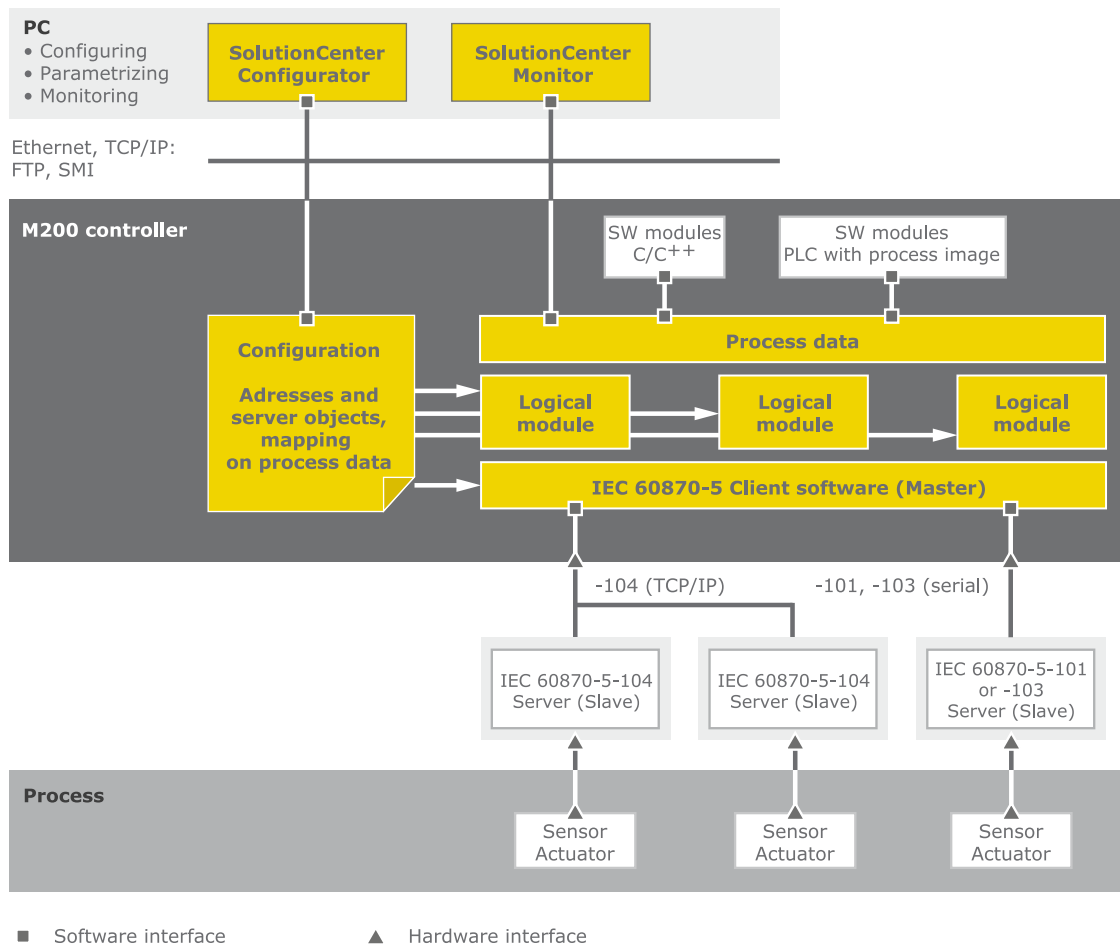 PC
• Configuring
• Parametrizing
• Monitoring
SolutionCenter
Configurator
SolutionCenter
Monitor
Ethernet, TCP/IP:
FTP, SMI
M200 controller
SW modules
C/C++
SW modules
PLC with process image
Configuration
Adresses and
server objects,
mapping
on process data
Process data
Logical
module
Logical
module
Logical
module
IEC 60870-5 Client software (Master)
-104 (TCP/IP)
-101, -103 (serial)
IEC 60870-5-104
Server (Slave)
IEC 60870-5-104
Server (Slave)
IEC 60870-5-101
or -103
Server (Slave)
Process
Sensor
Actuator
Sensor
Actuator
Sensor
Actuator
Software interface
Hardware interface